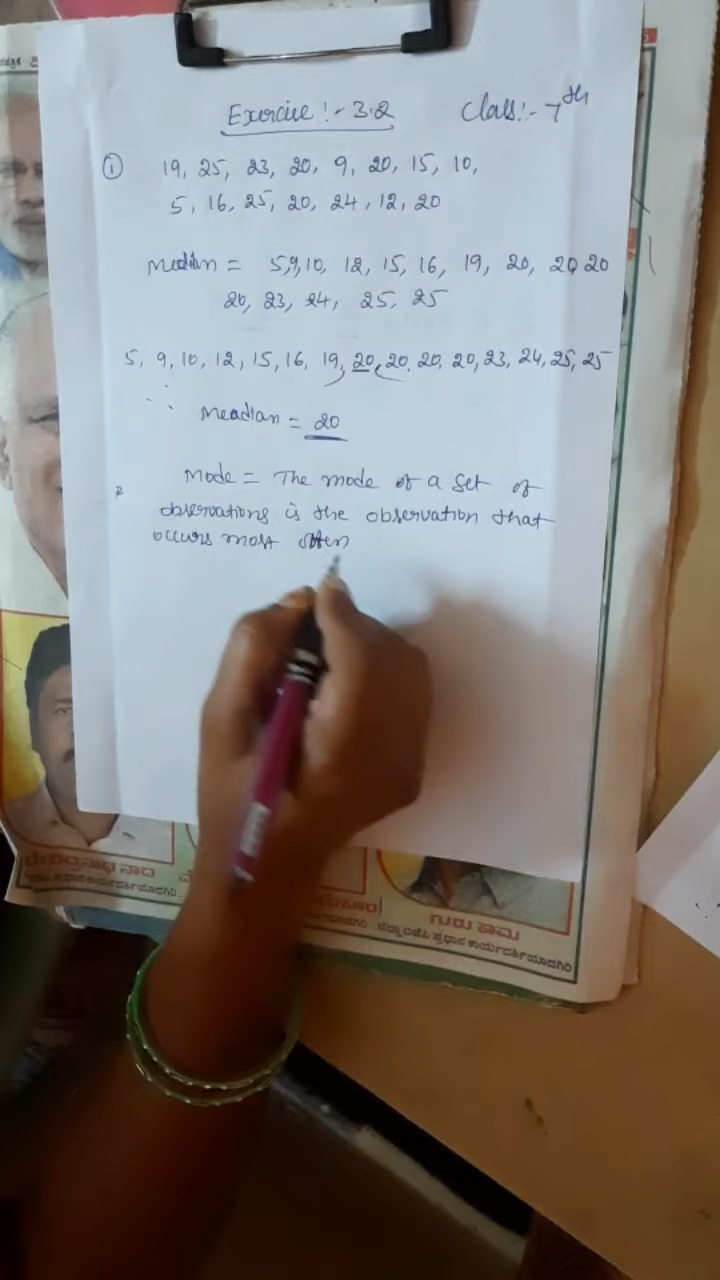 Exercise :- 3.2 Class :- 7th
① 19, 25, 23, 20, 9, 20, 15, 10,
5, 16, 25, 20, 24, 12, 20
Median = 5,9,10, 12, 15, 16, 19, 20, 20 20
20, 23, 24, 25, 25
5, 9, 10, 12, 15, 16, 19, 20, 20, 20, 20, 23, 24, 25, 25
∴ Meadian = 20
Mode = The mode of a set of
observations is the observation that
occurs most often
ಗುರು ಕಾಮ